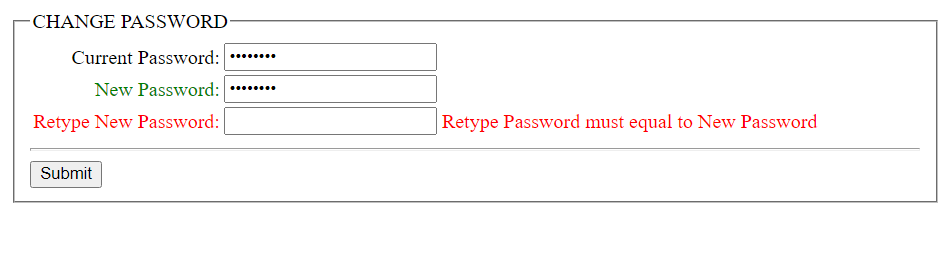 CHANGE PASSWORD
Current Password: ••••••••
New Password: ••••••••
Retype New Password: Retype Password must equal to New Password
Submit